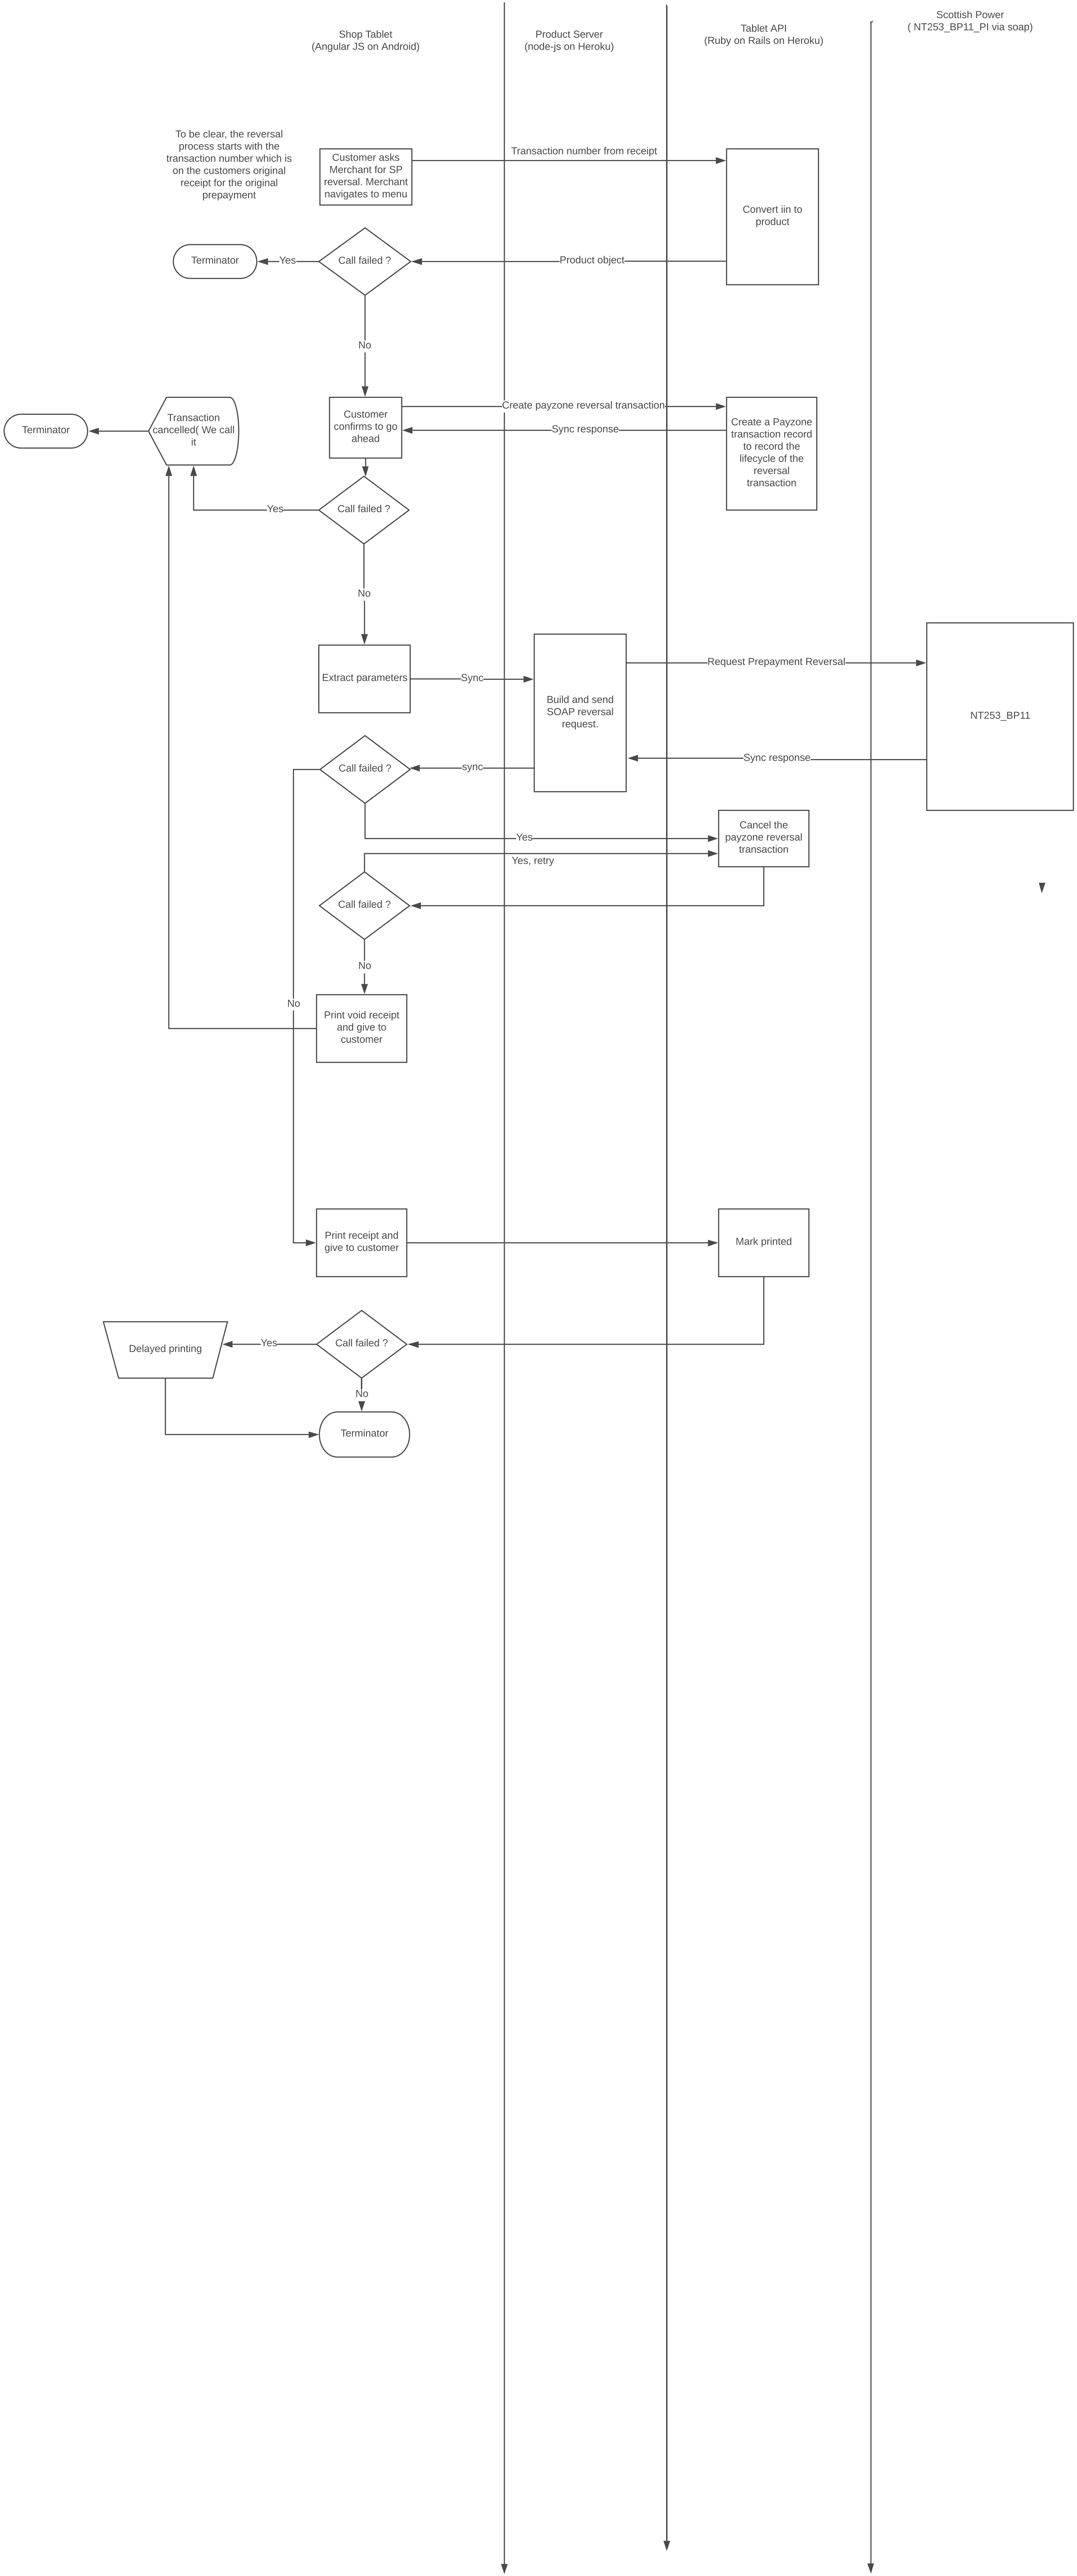 Shop Tablet
(Angular JS on Android)
Product Server
(node-js on Heroku)
Tablet API
(Ruby on Rails on Heroku)
Scottish Power
( NT253_BP11_PI via soap)
To be clear, the reversal
process starts with the
transaction number which is
on the customers original
receipt for the original
prepayment
Customer asks
Merchant for SP
reversal. Merchant
navigates to menu
Transaction number from receipt
Convert iin to
product
Terminator
Yes
Call failed ?
Product object
No
Terminator
Transaction
cancelled( We call
it
Customer
confirms to go
ahead
Create payzone reversal transaction
Sync response
Create a Payzone
transaction record
to record the
lifecycle of the
reversal
transaction
Yes
Call failed ?
No
Extract parameters
Sync
Build and send
SOAP reversal
request.
Request Prepayment Reversal
NT253_BP11
Sync response
Call failed ?
sync
Yes
Cancel the
payzone reversal
transaction
Yes, retry
Call failed ?
No
No
Print void receipt
and give to
customer
Print receipt and
give to customer
Mark printed
Delayed printing
Yes
Call failed ?
No
Terminator